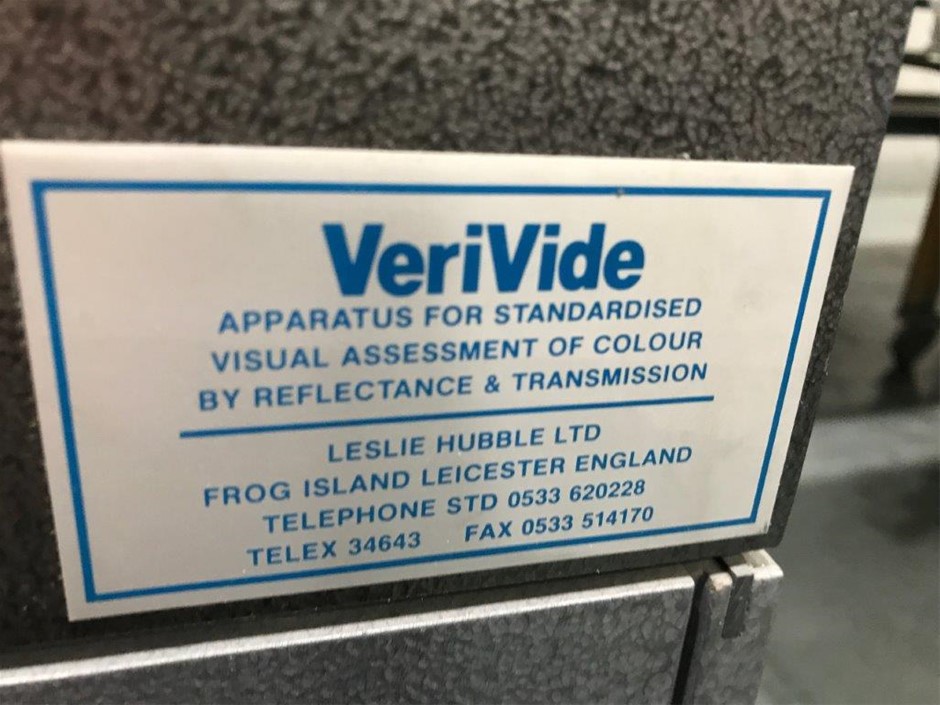 VeriVide
APPARATUS FOR STANDARDISED
VISUAL ASSESSMENT OF COLOUR
BY REFLECTANCE & TRANSMISSION
LESLIE HUBBLE LTD
FROG ISLAND LEICESTER ENGLAND
TELEPHONE STD 0533 620228
TELEX 34643 FAX 0533 514170